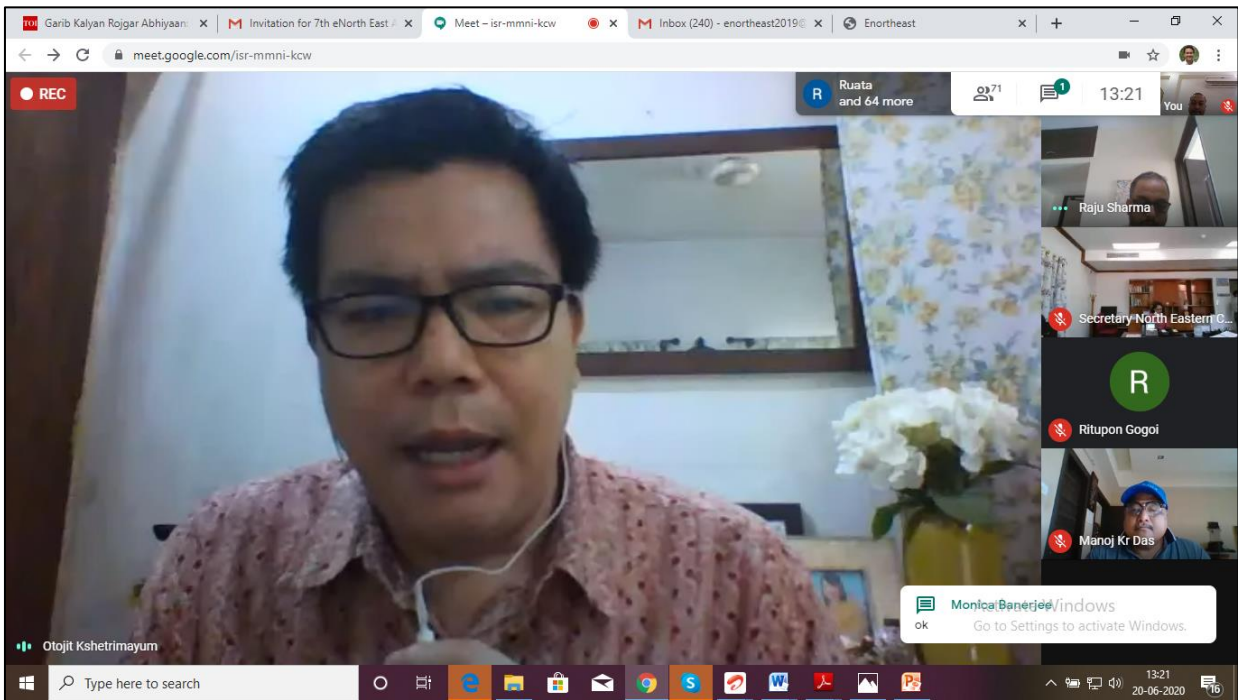 Garib Kalyan Rojgar Abhiyaan
Invitation for 7th eNorth East A
Meet – isr-mmni-kcw
Inbox (240) - enortheast2019@
Enortheast
meet.google.com/isr-mmni-kcw
REC
R
Ruata
and 64 more
71
1
13:21
You
Raju Sharma
Secretary North Eastern C...
R
Ritupon Gogoi
Manoj Kr Das
Monica Banerjee
ok
Activate Windows
Go to Settings to activate Windows.
Otojit Kshetrimayum
Type here to search
13:21
20-06-2020
16